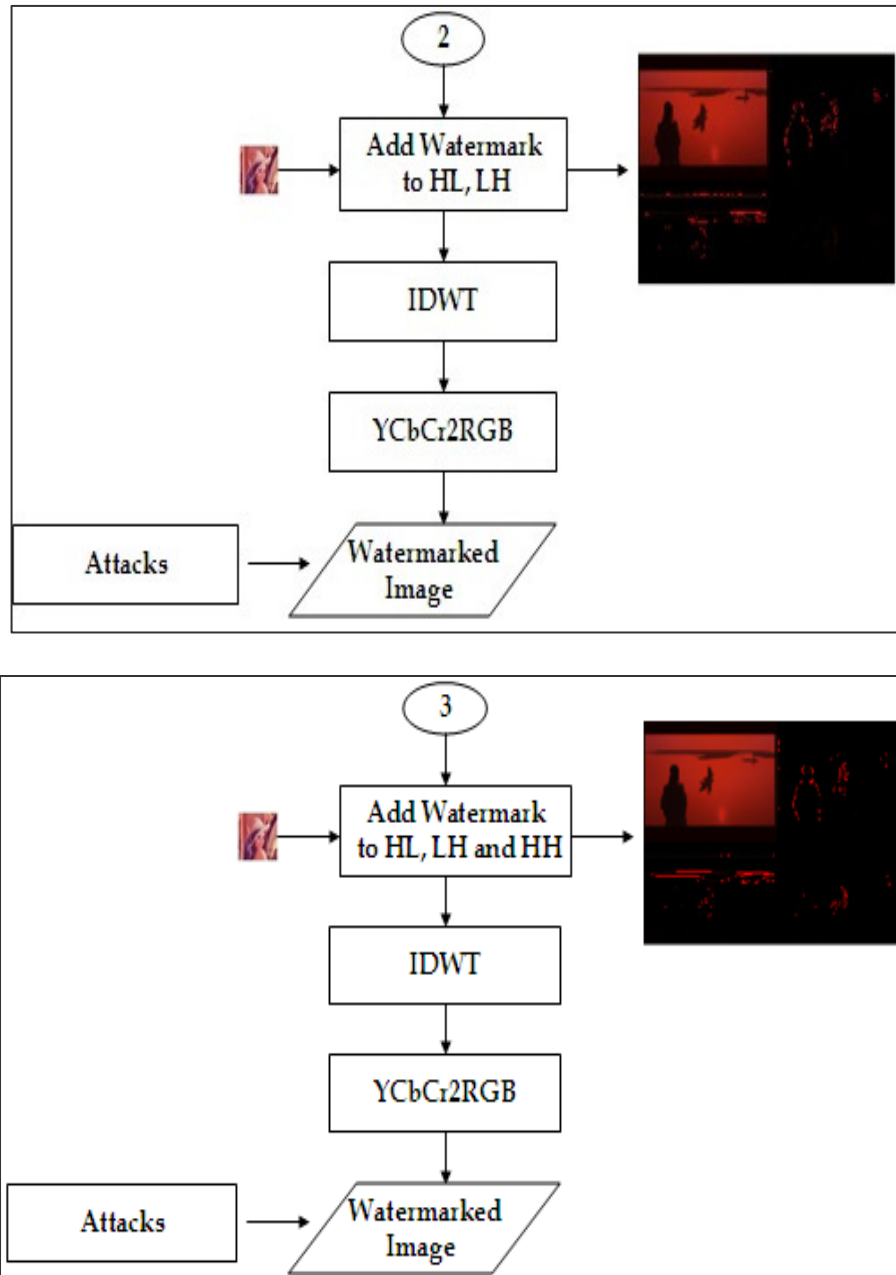 2
Add Watermark
to HL, LH
IDWT
YCbCr2RGB
Attacks
Watermarked
Image
3
Add Watermark
to HL, LH and HH
IDWT
YCbCr2RGB
Attacks
Watermarked
Image